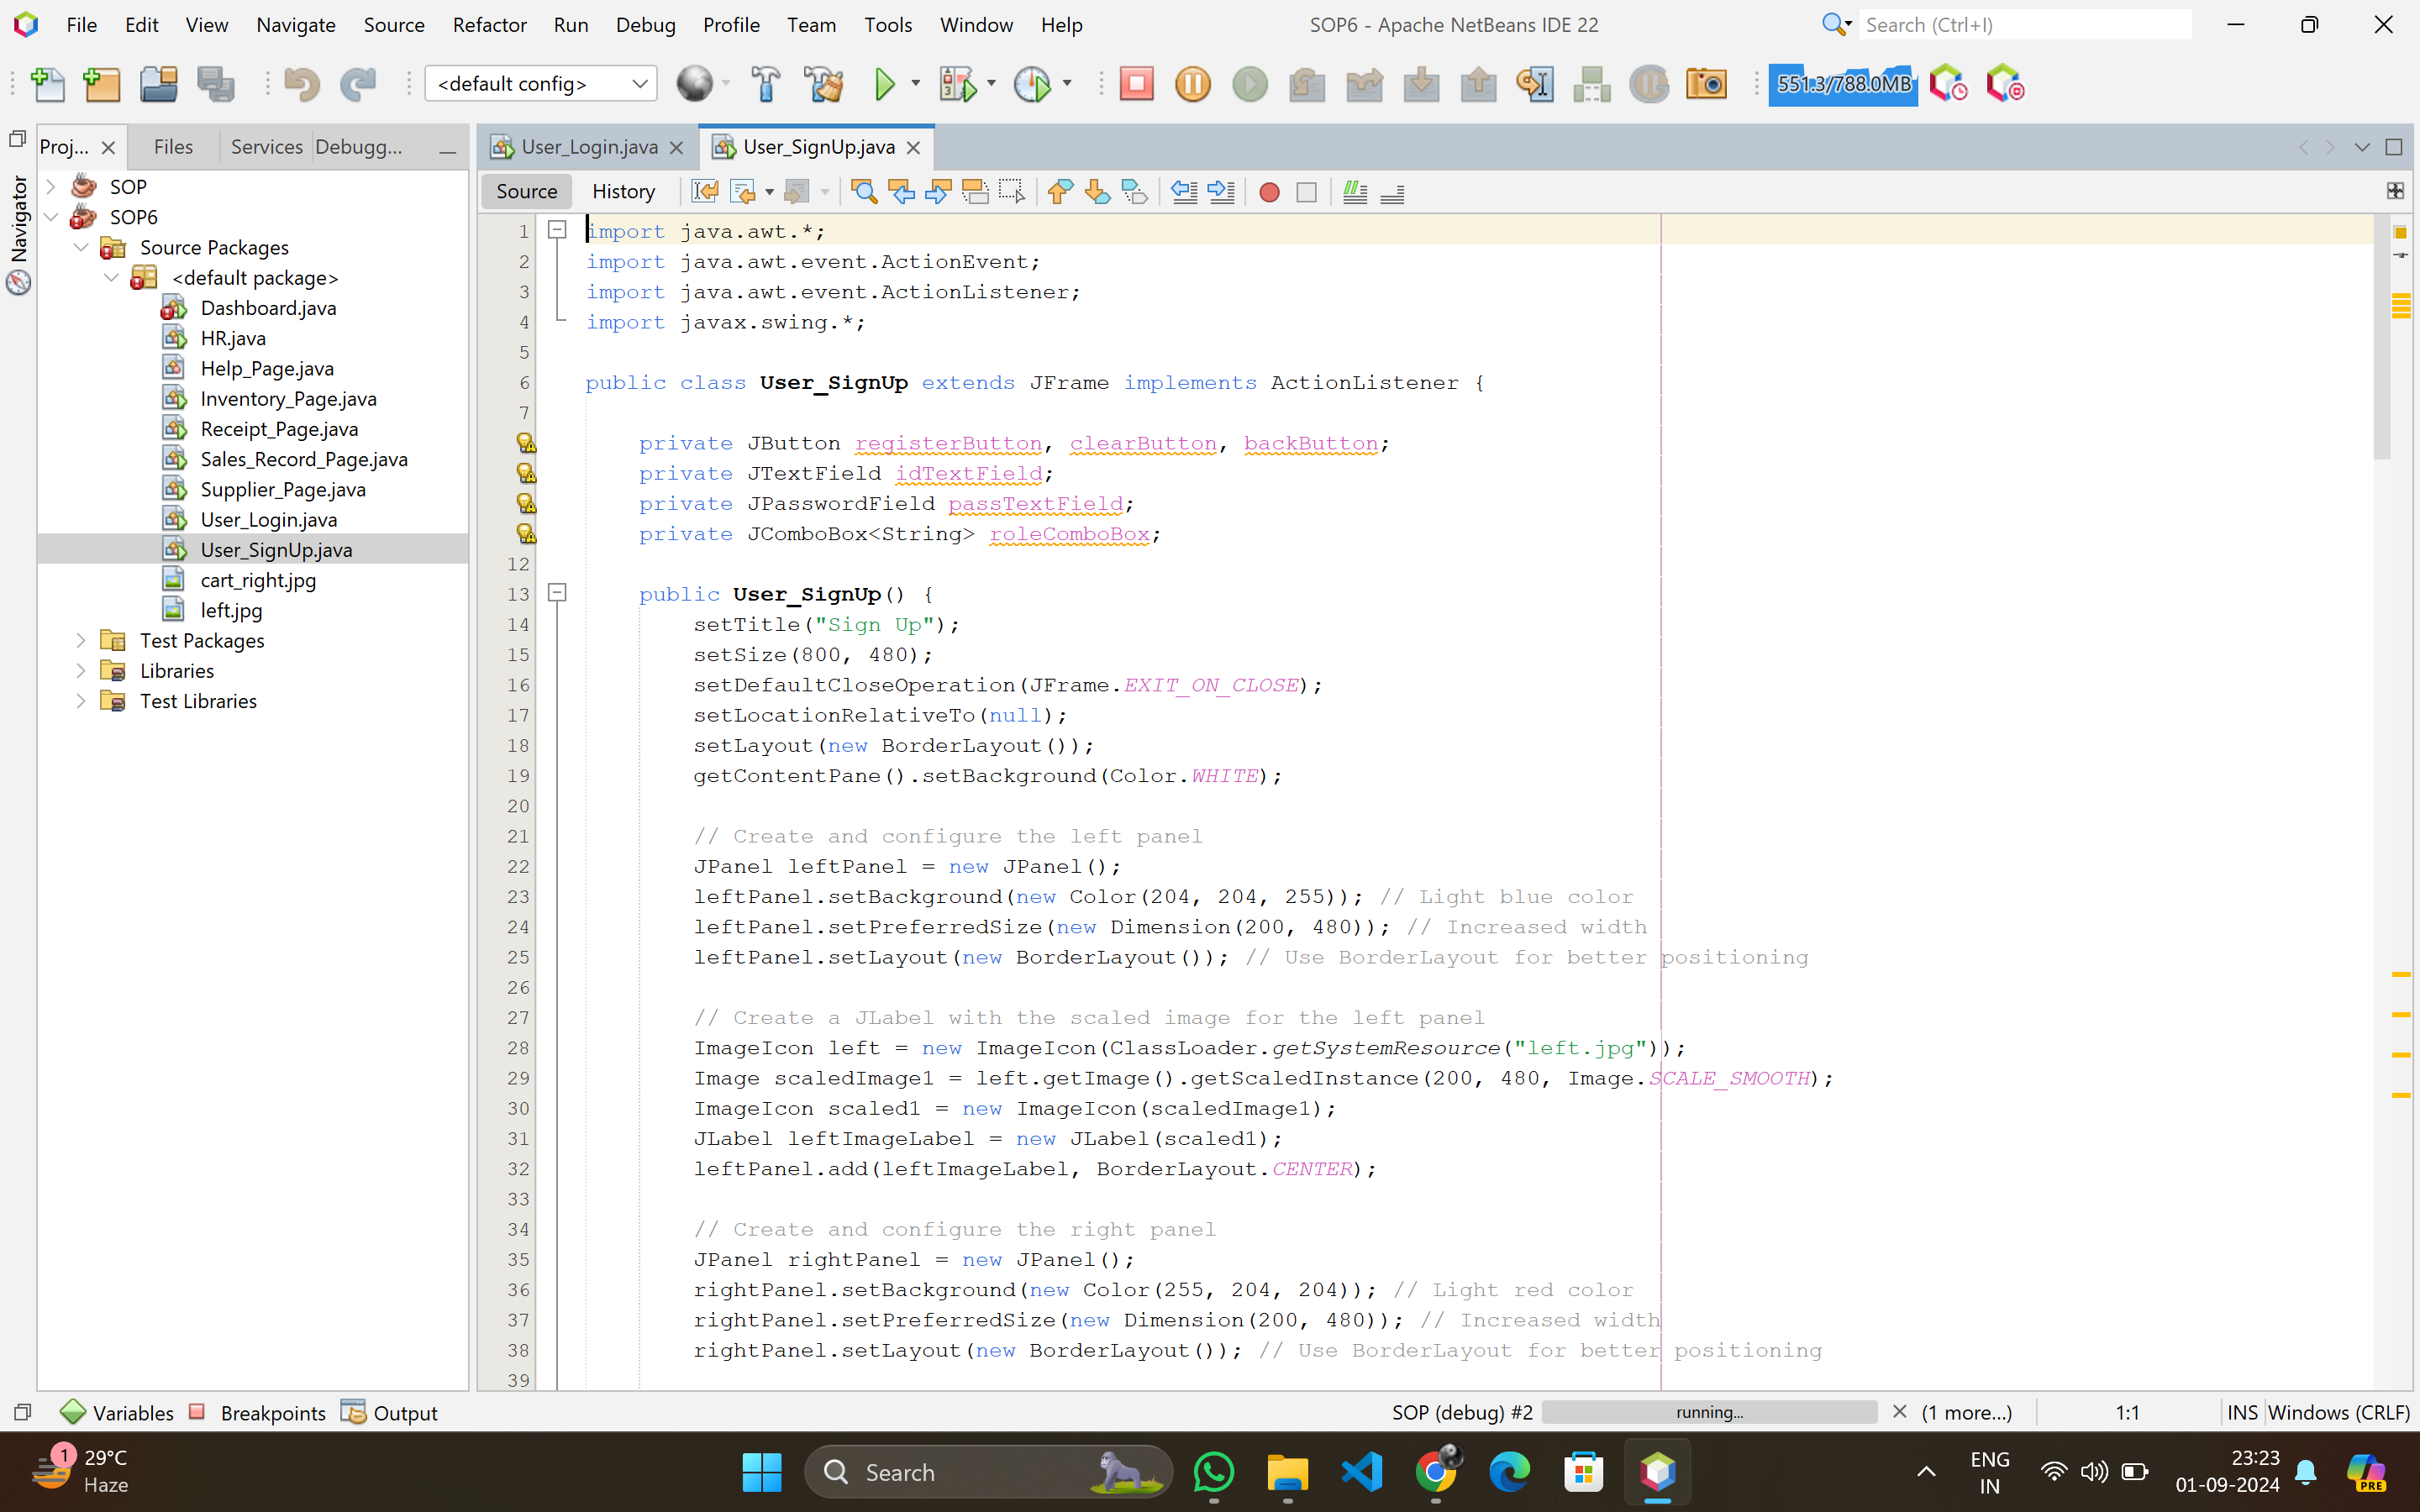 File Edit View Navigate Source Refactor Run Debug Profile Team Tools Window Help SOP6 - Apache NetBeans IDE 22 Search (Ctrl+I)
<default config> 551.3/788.0MB
Proj... Files Services Debugg... User_Login.java User_SignUp.java
Navigator
Source History
SOP
SOP6
Source Packages
<default package>
Dashboard.java
HR.java
Help_Page.java
Inventory_Page.java
Receipt_Page.java
Sales_Record_Page.java
Supplier_Page.java
User_Login.java
User_SignUp.java
cart_right.jpg
left.jpg
Test Packages
Libraries
Test Libraries
1 import java.awt.*;
2 import java.awt.event.ActionEvent;
3 import java.awt.event.ActionListener;
4 import javax.swing.*;
5
6 public class User_SignUp extends JFrame implements ActionListener {
7
private JButton registerButton, clearButton, backButton;
private JTextField idTextField;
private JPasswordField passTextField;
private JComboBox<String> roleComboBox;
12
13 public User_SignUp() {
14 setTitle("Sign Up");
15 setSize(800, 480);
16 setDefaultCloseOperation(JFrame.EXIT_ON_CLOSE);
17 setLocationRelativeTo(null);
18 setLayout(new BorderLayout());
19 getContentPane().setBackground(Color.WHITE);
20
21 // Create and configure the left panel
22 JPanel leftPanel = new JPanel();
23 leftPanel.setBackground(new Color(204, 204, 255)); // Light blue color
24 leftPanel.setPreferredSize(new Dimension(200, 480)); // Increased width
25 leftPanel.setLayout(new BorderLayout()); // Use BorderLayout for better positioning
26
27 // Create a JLabel with the scaled image for the left panel
28 ImageIcon left = new ImageIcon(ClassLoader.getSystemResource("left.jpg"));
29 Image scaledImage1 = left.getImage().getScaledInstance(200, 480, Image.SCALE_SMOOTH);
30 ImageIcon scaled1 = new ImageIcon(scaledImage1);
31 JLabel leftImageLabel = new JLabel(scaled1);
32 leftPanel.add(leftImageLabel, BorderLayout.CENTER);
33
34 // Create and configure the right panel
35 JPanel rightPanel = new JPanel();
36 rightPanel.setBackground(new Color(255, 204, 204)); // Light red color
37 rightPanel.setPreferredSize(new Dimension(200, 480)); // Increased width
38 rightPanel.setLayout(new BorderLayout()); // Use BorderLayout for better positioning
39
Variables Breakpoints Output SOP (debug) #2 running... (1 more...) 1:1 INS Windows (CRLF)
1 29°C
Haze
Search
PRE
ENG
IN
23:23
01-09-2024